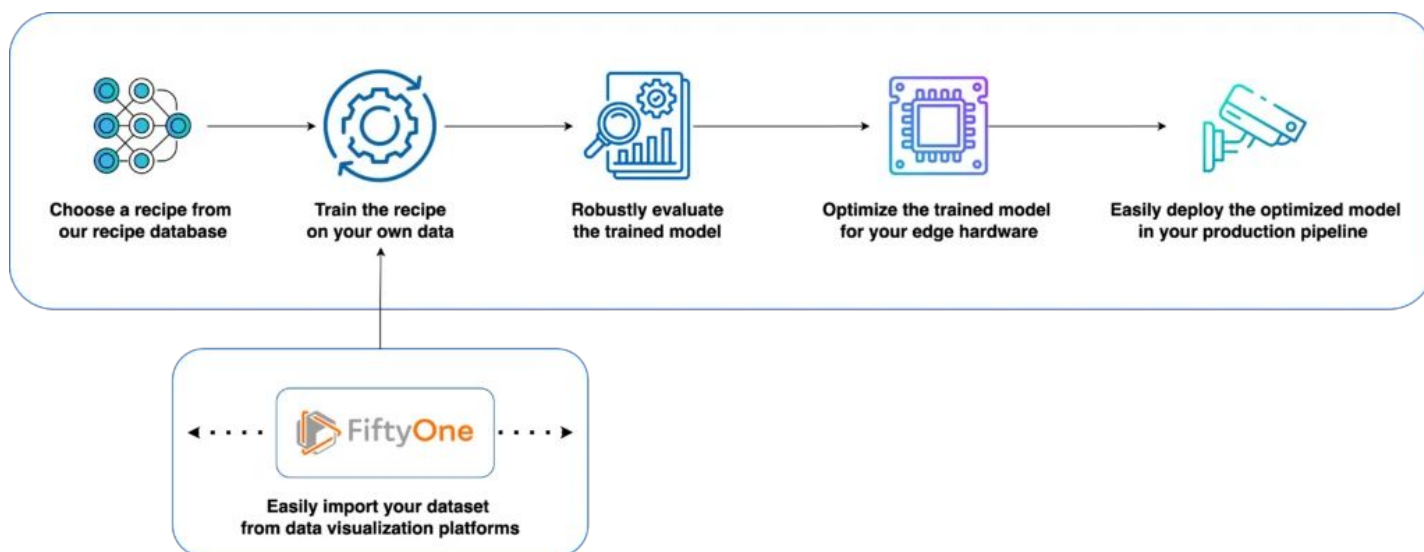 Choose a recipe from
our recipe database
Train the recipe
on your own data
Robustly evaluate
the trained model
Optimize the trained model
for your edge hardware
Easily deploy the optimized model
in your production pipeline
FiftyOne
Easily import your dataset
from data visualization platforms